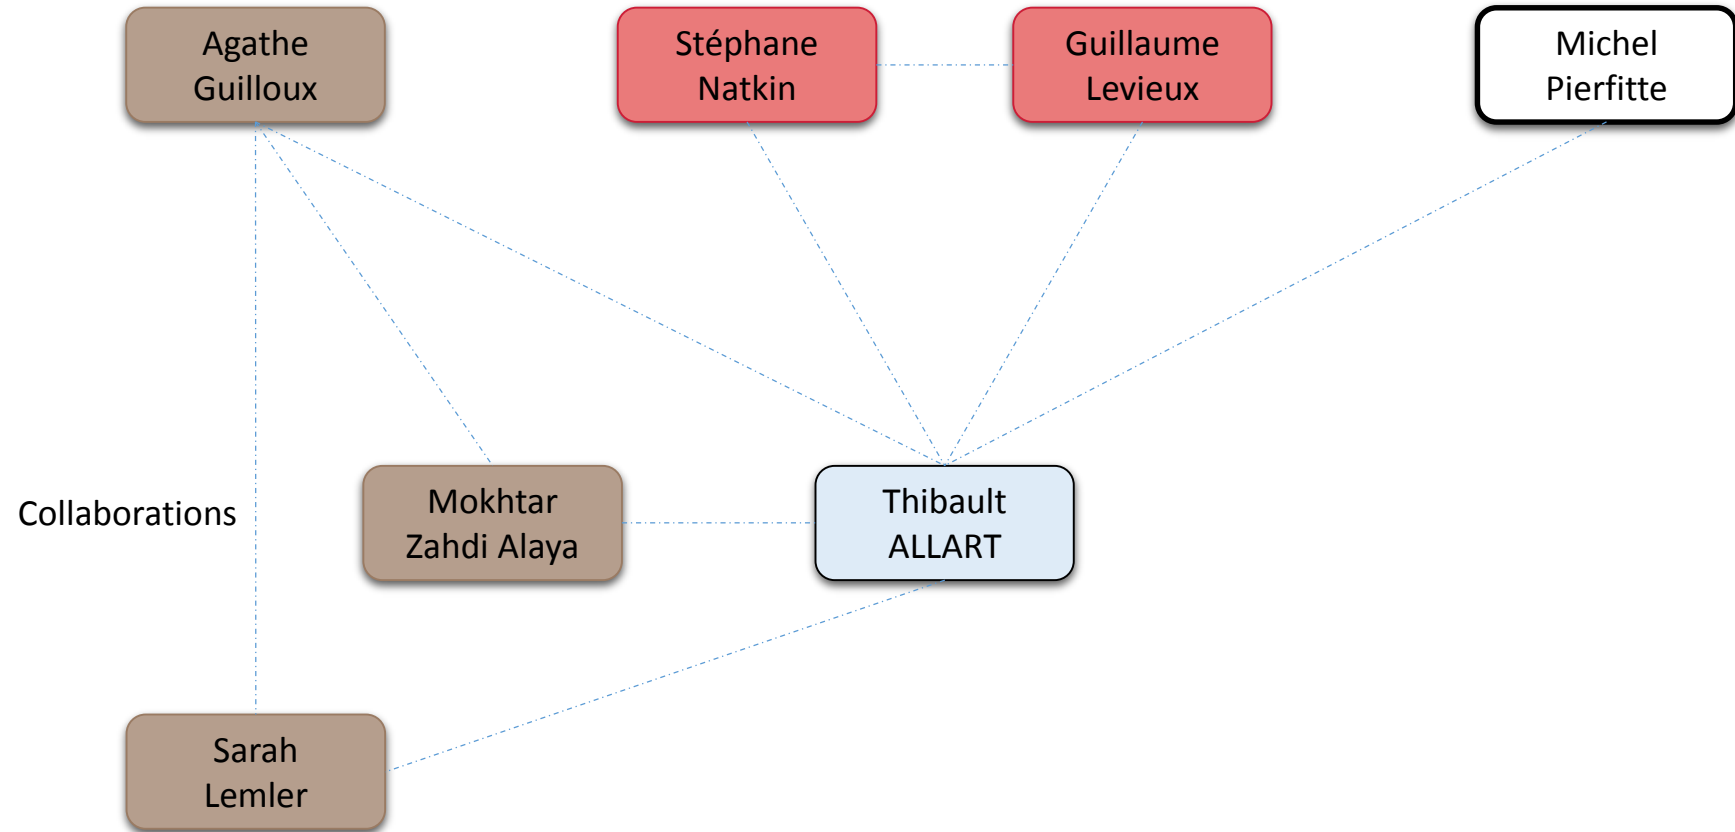 Agathe
Guilloux
Stéphane
Natkin
Guillaume
Levieux
Michel
Pierfitte
Collaborations
Mokhtar
Zahdi Alaya
Thibault
ALLART
Sarah
Lemler